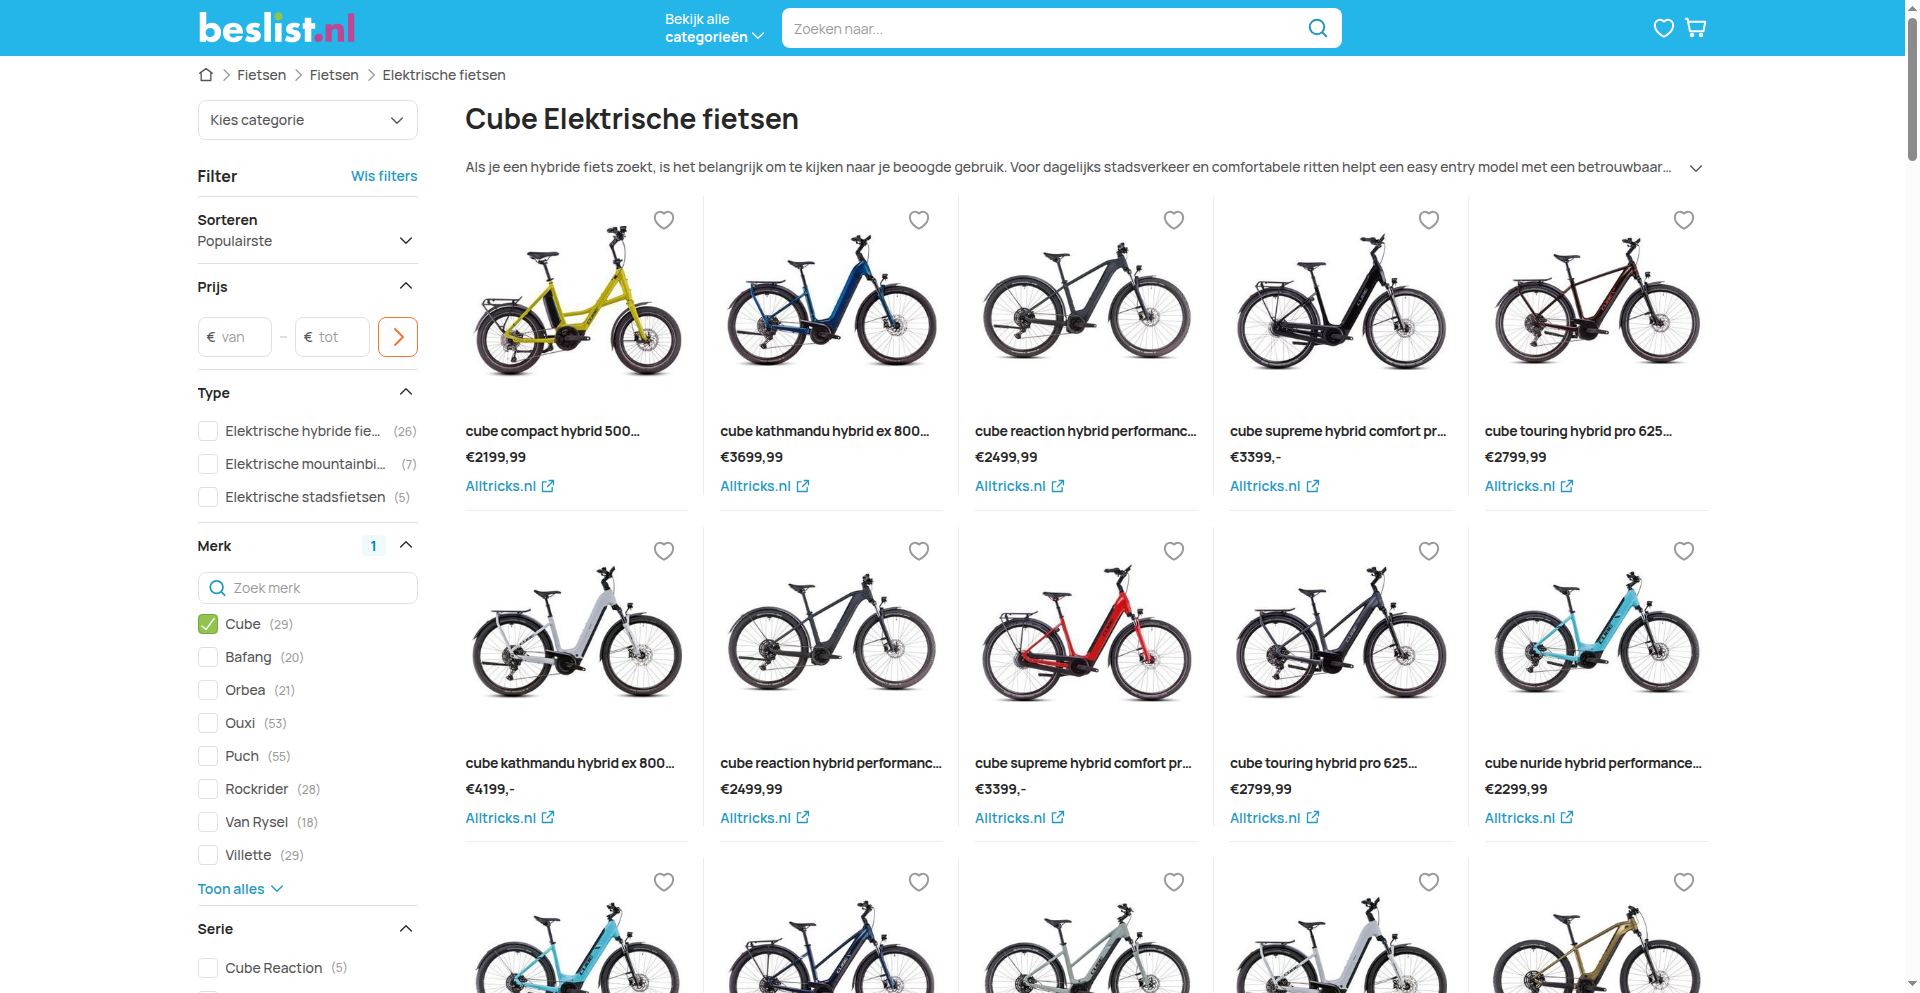 beslist.nl
Bekijk alle
categorieën
Zoeken naar...
Fietsen
Fietsen
Elektrische fietsen
Kies categorie
Filter
Wis filters
Sorteren
Populairste
Prijs
€ van
–
€ tot
Type
Elektrische hybride fie... (26)
Elektrische mountainbi... (7)
Elektrische stadsfietsen (5)
Merk
1
Zoek merk
Cube (29)
Bafang (20)
Orbea (21)
Ouxi (53)
Puch (55)
Rockrider (28)
Van Rysel (18)
Villette (29)
Toon alles
Serie
Cube Reaction (5)
Cube Elektrische fietsen
Als je een hybride fiets zoekt, is het belangrijk om te kijken naar je beoogde gebruik. Voor dagelijks stadsverkeer en comfortabele ritten helpt een easy entry model met een betrouwbaar...
cube compact hybrid 500...
€2199,99
Alltricks.nl
cube kathmandu hybrid ex 800...
€3699,99
Alltricks.nl
cube reaction hybrid performanc...
€2499,99
Alltricks.nl
cube supreme hybrid comfort pr...
€3399,-
Alltricks.nl
cube touring hybrid pro 625...
€2799,99
Alltricks.nl
cube kathmandu hybrid ex 800...
€4199,-
Alltricks.nl
cube reaction hybrid performanc...
€2499,99
Alltricks.nl
cube supreme hybrid comfort pr...
€3399,-
Alltricks.nl
cube touring hybrid pro 625...
€2799,99
Alltricks.nl
cube nuride hybrid performance...
€2299,99
Alltricks.nl